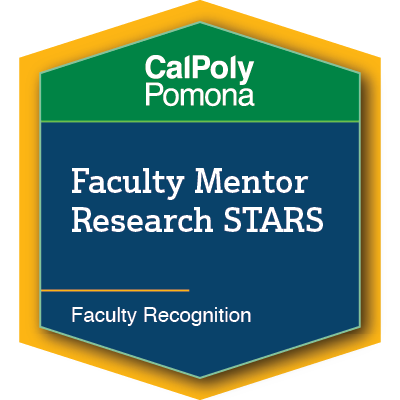 CalPoly
Pomona
Faculty Mentor
Research STARS
Faculty Recognition